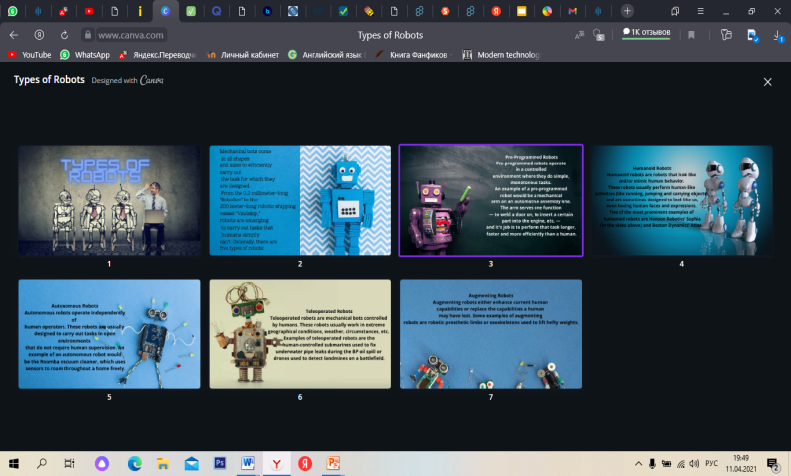 www.canva.com
Types of Robots
1К отзывов
YouTube
WhatsApp
Яндекс.Переводч
Личный кабинет
Английский язык
Книга Фанфиков
Modern technolog
Types of Robots Designed with Canva
TYPES OF
ROBOTS
1
Mechanical bots come
in all shapes
and sizes to efficiently
carry out
the task for which they
are designed.
From the 0.2 millimeter-long
"RoboBee" to the
200 meter-long robotic shipping
vessel "Vindskip,"
robots are emerging
to carry out tasks that
humans simply
can't. Generally, there are
five types of robots:
2
Pre-Programmed Robots
Pre-programmed robots operate
in a controlled
environment where they do simple,
monotonous tasks.
An example of a pre-programmed
robot would be a mechanical
arm on an automotive assembly line.
The arm serves one function
— to weld a door on, to insert a certain
part into the engine, etc. —
and it's job is to perform that task longer,
faster and more efficiently than a human.
3
Humanoid Robots
Humanoid robots are robots that look like
and/or mimic human behavior.
These robots usually perform human-like
activities (like running, jumping and carrying objects)
and are sometimes designed to look like us,
even having human faces and expressions.
Two of the most prominent examples of
humanoid robots are Hanson Robotics' Sophia
(in the video above) and Boston Dynamics' Atlas.
4
Autonomous Robots
Autonomous robots operate independently
of
human operators. These robots are usually
designed to carry out tasks in open
environments
that do not require human supervision. An
example of an autonomous robot would
be the Roomba vacuum cleaner, which uses
sensors to roam throughout a home freely.
5
Teleoperated Robots
Teleoperated robots are mechanical bots controlled
by humans. These robots usually work in extreme
geographical conditions, weather, circumstances, etc.
Examples of teleoperated robots are the
human-controlled submarines used to fix
underwater pipe leaks during the BP oil spill or
drones used to detect landmines on a battlefield.
6
Augmenting Robots
Augmenting robots either enhance current human
capabilities or replace the capabilities a human
may have lost. Some examples of augmenting
robots are robotic prosthetic limbs or exoskeletons used to lift hefty weights.
7
РУС
19:49
11.04.2021
2